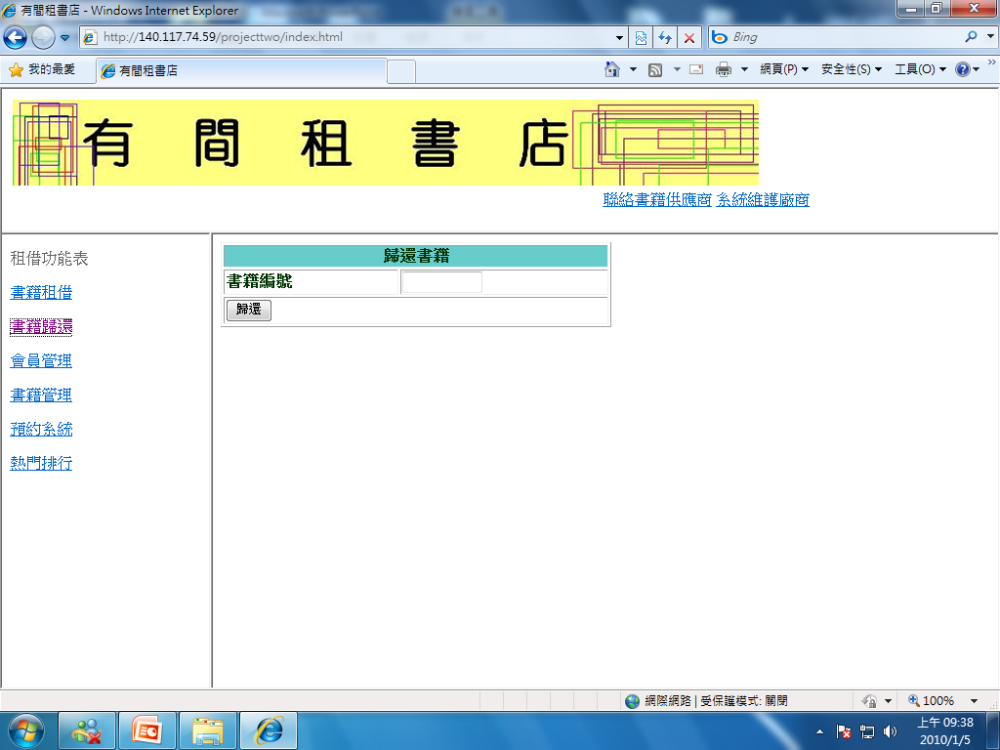 有間租書店 - Windows Internet Explorer
http://140.117.74.59/projecttwo/index.html
Bing
我的最愛
有間租書店
網頁(P)
安全性(S)
工具(O)
有間租書店
聯絡書籍供應商 系統維護廠商
租借功能表
書籍租借
書籍歸還
會員管理
書籍管理
預約系統
熱門排行
歸還書籍
書籍編號
歸還
網際網路 | 受保護模式: 關閉
100%
上午 09:38
2010/1/5